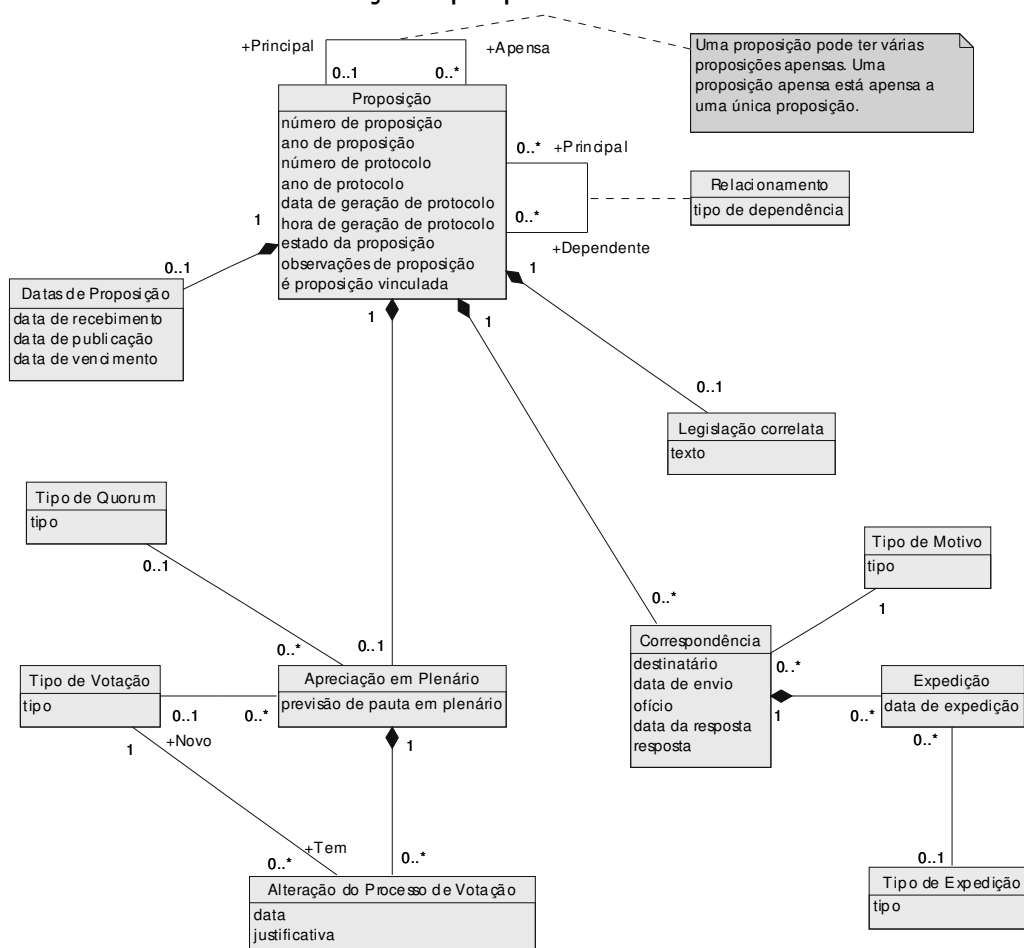 +Principal
+Apensa
0..1
0..*
Uma proposição pode ter várias
proposições apensas. Uma
proposição apensa está apensa a
uma única proposição.
Proposição
número de proposição
ano de proposição
número de protocolo
ano de protocolo
data de geração de protocolo
hora de geração de protocolo
estado da proposição
observações de proposição
é proposição vinculada
0..*
+Principal
0..*
+Dependente
Relacionamento
tipo de dependência
1
0..1
Datas de Proposição
data de recebimento
data de publicação
data de vencimento
1
1
1
0..1
Legislação correlata
texto
Tipo de Quorum
tipo
0..1
0..*
0..1
0..*
Tipo de Motivo
tipo
1
Correspondência
destinatário
data de envio
ofício
data da resposta
resposta
0..*
1
0..*
Expedição
data de expedição
0..*
Tipo de Votação
tipo
0..1
0..*
Apreciação em Plenário
previsão de pauta em plenário
1
+Novo
1
+Tem
0..*
0..*
0..1
Tipo de Expedição
tipo
Alteração do Processo de Votação
data
justificativa